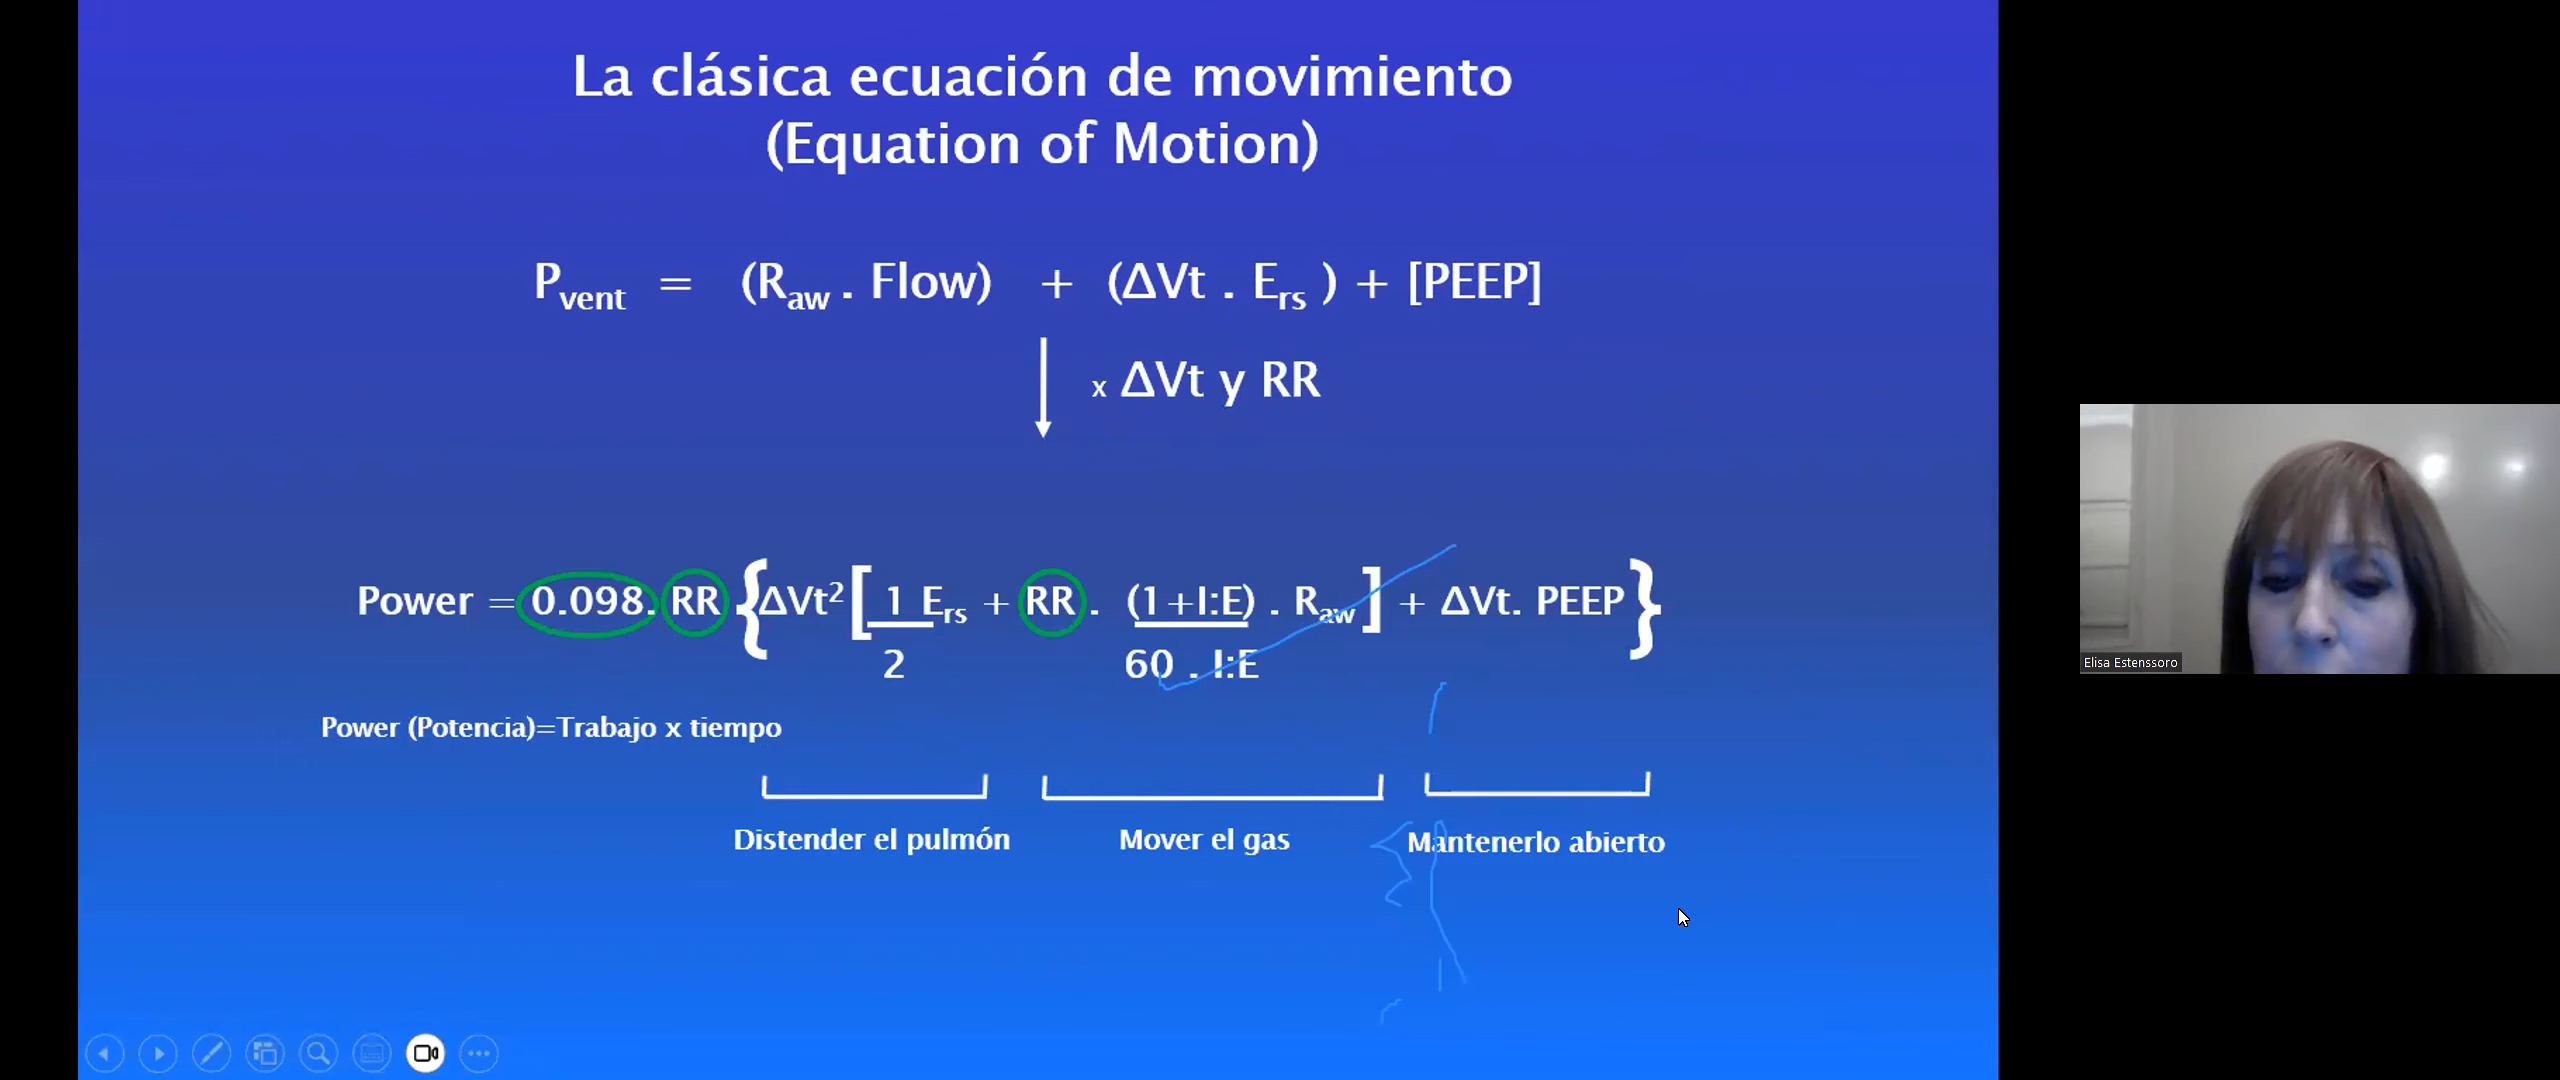 La clásica ecuación de movimiento
(Equation of Motion)
Pvent = (Raw . Flow) + (ΔVt . Ers ) + [PEEP]
x ΔVt y RR
Power = 0.098. RR {ΔVt² [ 1 Ers + RR . (1+I:E) . Raw ] + ΔVt. PEEP}
2 60 . I:E
Power (Potencia)=Trabajo x tiempo
Distender el pulmón Mover el gas Mantenerlo abierto
Elisa Estenssoro